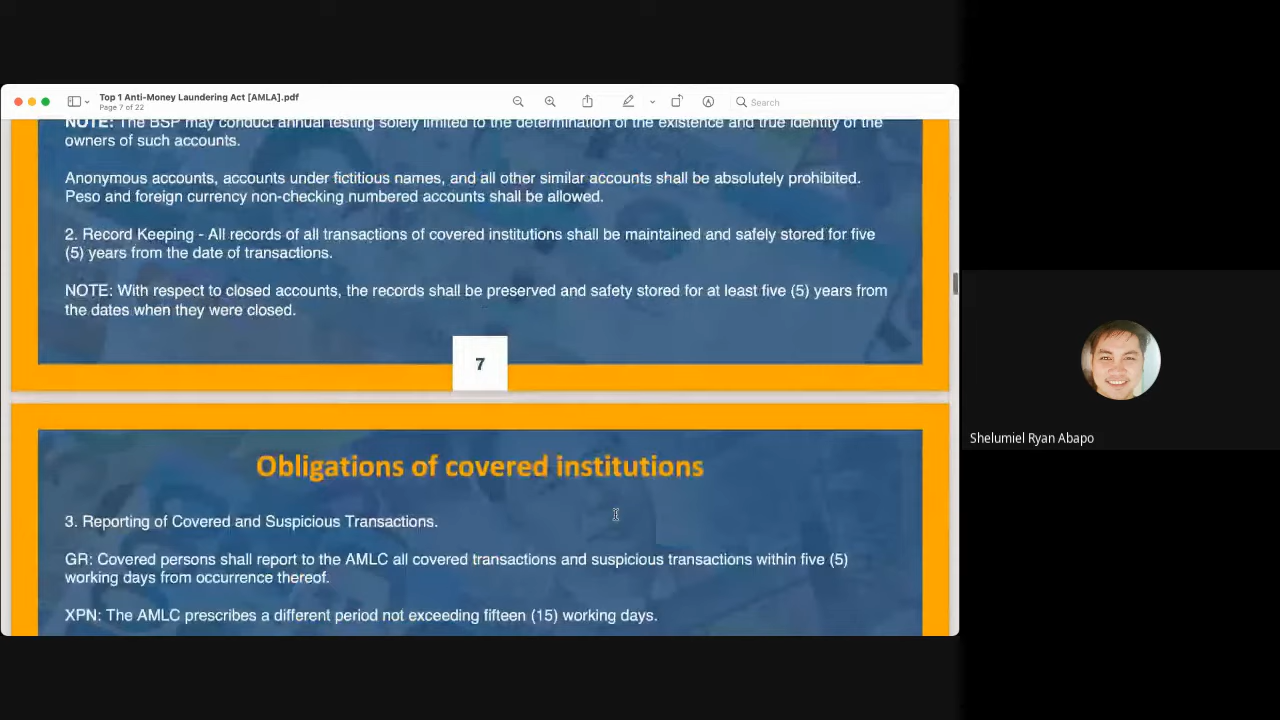 Top 1 Anti-Money Laundering Act [AMLA].pdf
Page 7 of 22
Search
NOTE: The BSP may conduct annual testing solely limited to the determination of the existence and true identity of the
owners of such accounts.
Anonymous accounts, accounts under fictitious names, and all other similar accounts shall be absolutely prohibited.
Peso and foreign currency non-checking numbered accounts shall be allowed.
2. Record Keeping - All records of all transactions of covered institutions shall be maintained and safely stored for five
(5) years from the date of transactions.
NOTE: With respect to closed accounts, the records shall be preserved and safety stored for at least five (5) years from
the dates when they were closed.
7
Obligations of covered institutions
3. Reporting of Covered and Suspicious Transactions.
GR: Covered persons shall report to the AMLC all covered transactions and suspicious transactions within five (5)
working days from occurrence thereof.
XPN: The AMLC prescribes a different period not exceeding fifteen (15) working days.
Shelumiel Ryan Abapo